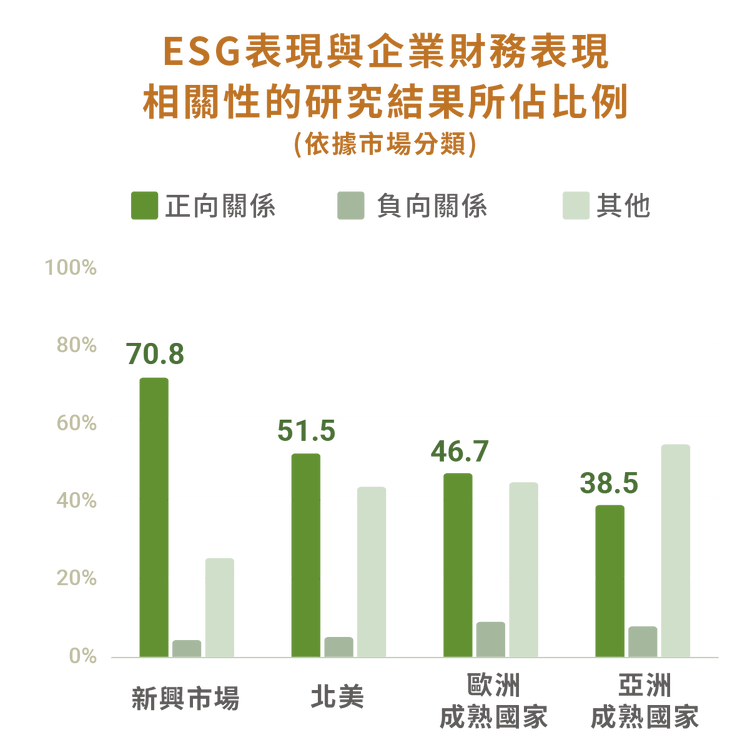 ESG表現與企業財務表現
相關性的研究結果所佔比例
(依據市場分類)
正向關係 負向關係 其他
100%
80%
60%
40%
20%
0%
70.8
51.5
46.7
38.5
新興市場
北美
歐洲
成熟國家
亞洲
成熟國家